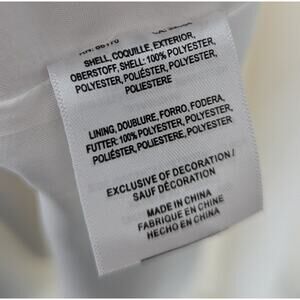 SHELL, COQUILLE, EXTERIOR,
OBERSTOFF, SHELL: 100% POLYESTER,
POLYESTER, POLIÉSTER, POLYESTER,
POLIESTERE
LINING, DOUBLURE, FORRO, FODERA,
FUTTER: 100% POLYESTER, POLYESTER,
POLIÉSTER, POLIESTERE, POLYESTER
EXCLUSIVE OF DECORATION /
SAUF DÉCORATION
MADE IN CHINA
FABRIQUE EN CHINE
HECHO EN CHINA